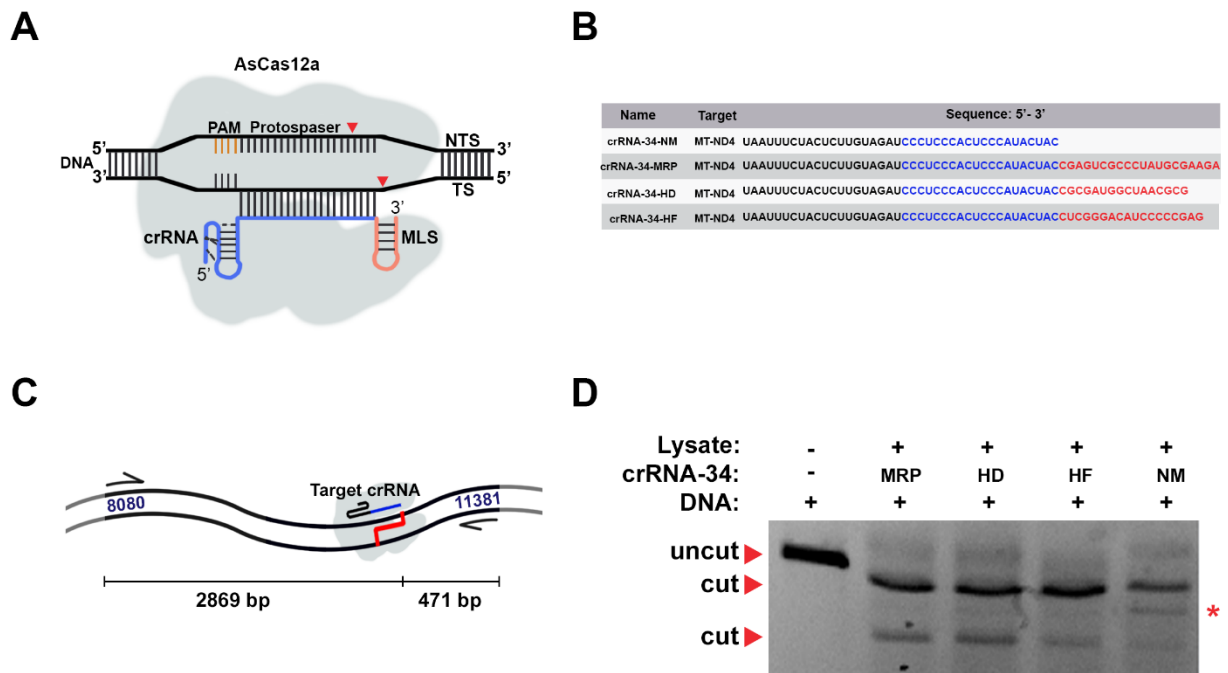 A
AsCas12a
PAM Protospaser
5' NTS 3'
DNA
3' TS 5'
3'
crRNA MLS
5'
B
Name Target Sequence: 5'- 3'
crRNA-34-NM MT-ND4 UAAUUUCUACUCUUGUAGAUCCCUCCCACUCCCAUACUAC
crRNA-34-MRP MT-ND4 UAAUUUCUACUCUUGUAGAUCCCUCCCACUCCCAUACUACCGAGUCGCCCUAUGCGAAGA
crRNA-34-HD MT-ND4 UAAUUUCUACUCUUGUAGAUCCCUCCCACUCCCAUACUACCGCGAUGGCUAACGCG
crRNA-34-HF MT-ND4 UAAUUUCUACUCUUGUAGAUCCCUCCCACUCCCAUACUACCUCGGGACAUCCCCCGAG
C
Target crRNA
8080 11381
2869 bp 471 bp
D
Lysate: - + + + +
crRNA-34: - MRP HD HF NM
DNA: + + + + +
uncut
cut
*
cut